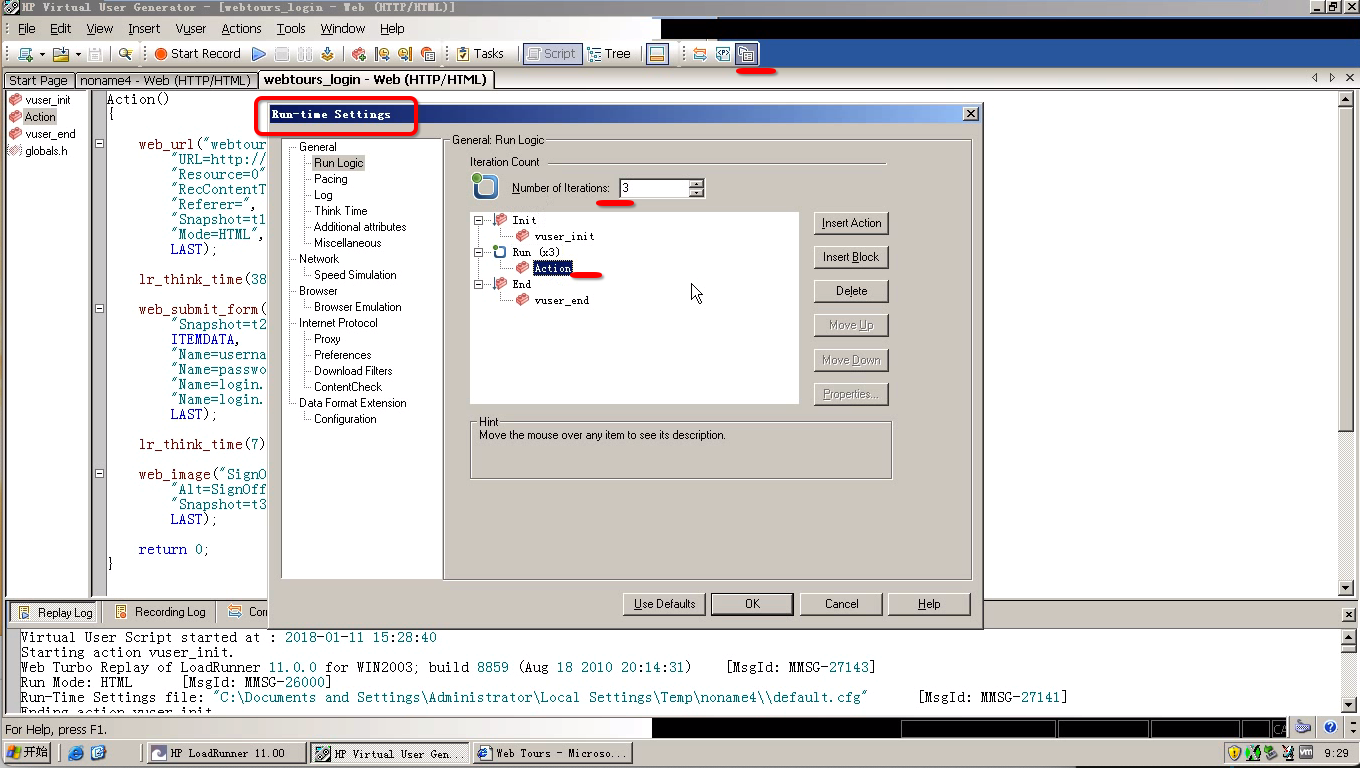 HP Virtual User Generator - [webtours_login - Web (HTTP/HTML)]
File Edit View Insert Vuser Actions Tools Window Help
Start Record Tasks Script Tree
Start Page noname4 - Web (HTTP/HTML) webtours_login - Web (HTTP/HTML)
vuser_init
Action
vuser_end
globals.h
Action()
{
web_url("webtour
"URL=http://
"Resource=0"
"RecContentT
"Referer=",
"Snapshot=t1
"Mode=HTML",
LAST);
lr_think_time(38
web_submit_form(
"Snapshot=t2
ITEMDATA,
"Name=userna
"Name=passwo
"Name=login.
"Name=login.
LAST);
lr_think_time(7)
web_image("SignO
"Alt=SignOff
"Snapshot=t3
LAST);
return 0;
}
Run-time Settings
General
Run Logic
Pacing
Log
Think Time
Additional attributes
Miscellaneous
Network
Speed Simulation
Browser
Browser Emulation
Internet Protocol
Proxy
Preferences
Download Filters
ContentCheck
Data Format Extension
Configuration
General: Run Logic
Iteration Count
Number of Iterations: 3
Init
vuser_init
Run (x3)
Action
End
vuser_end
Insert Action
Insert Block
Delete
Move Up
Move Down
Properties...
Hint
Move the mouse over any item to see its description.
Use Defaults OK Cancel Help
Replay Log Recording Log Cor
Virtual User Script started at : 2018-01-11 15:28:40
Starting action vuser_init.
Web Turbo Replay of LoadRunner 11.0.0 for WIN2003; build 8859 (Aug 18 2010 20:14:31) [MsgId: MMSG-27143]
Run Mode: HTML [MsgId: MMSG-26000]
Run-Time Settings file: "C:\Documents and Settings\Administrator\Local Settings\Temp\noname4\\default.cfg" [MsgId: MMSG-27141]
Ending action vuser_init
For Help, press F1.
CA
开始 HP LoadRunner 11.00 HP Virtual User Gen... Web Tours - Microso... 9:29